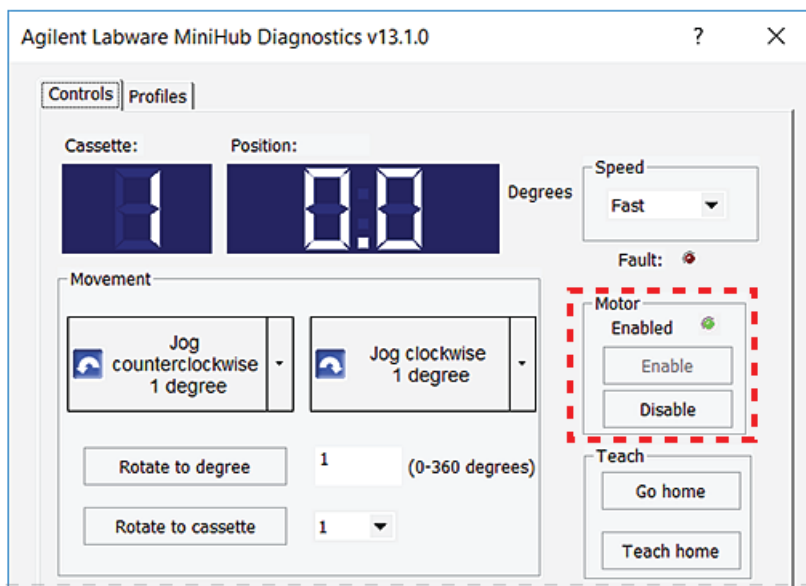 Agilent Labware MiniHub Diagnostics v13.1.0 ?
Controls Profiles
Cassette: Position:
1 0.0 Degrees
Speed
Fast
Fault:
Movement
Jog
counterclockwise
1 degree
Jog clockwise
1 degree
Motor
Enabled
Enable
Disable
Rotate to degree 1 (0-360 degrees)
Rotate to cassette 1
Teach
Go home
Teach home